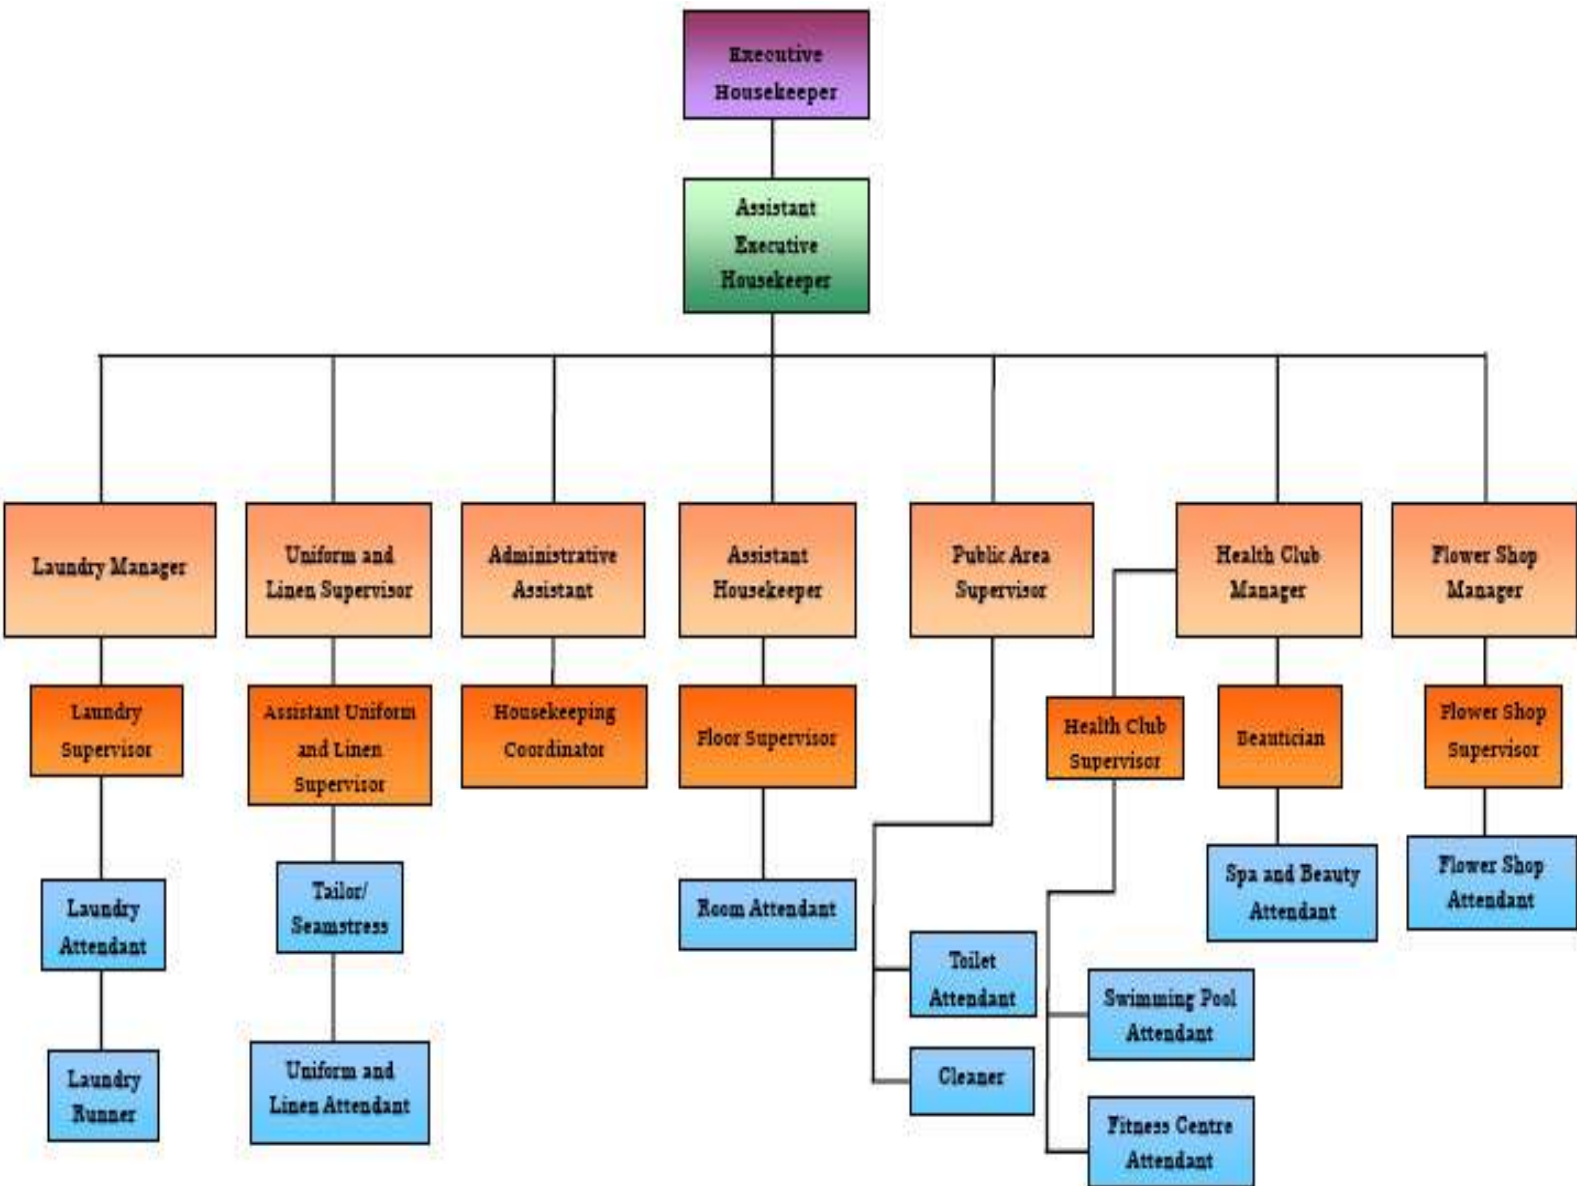 Executive
Housekeeper
Assistant
Executive
Housekeeper
Laundry Manager
Uniform and
Linen Supervisor
Administrative
Assistant
Assistant
Housekeeper
Public Area
Supervisor
Health Club
Manager
Flower Shop
Manager
Laundry
Supervisor
Assistant Uniform
and Linen
Supervisor
Housekeeping
Coordinator
Floor Supervisor
Health Club
Supervisor
Beautician
Flower Shop
Supervisor
Laundry
Attendant
Tailor/
Seamstress
Room Attendant
Spa and Beauty
Attendant
Flower Shop
Attendant
Toilet
Attendant
Swimming Pool
Attendant
Laundry
Runner
Uniform and
Linen Attendant
Cleaner
Fitness Centre
Attendant